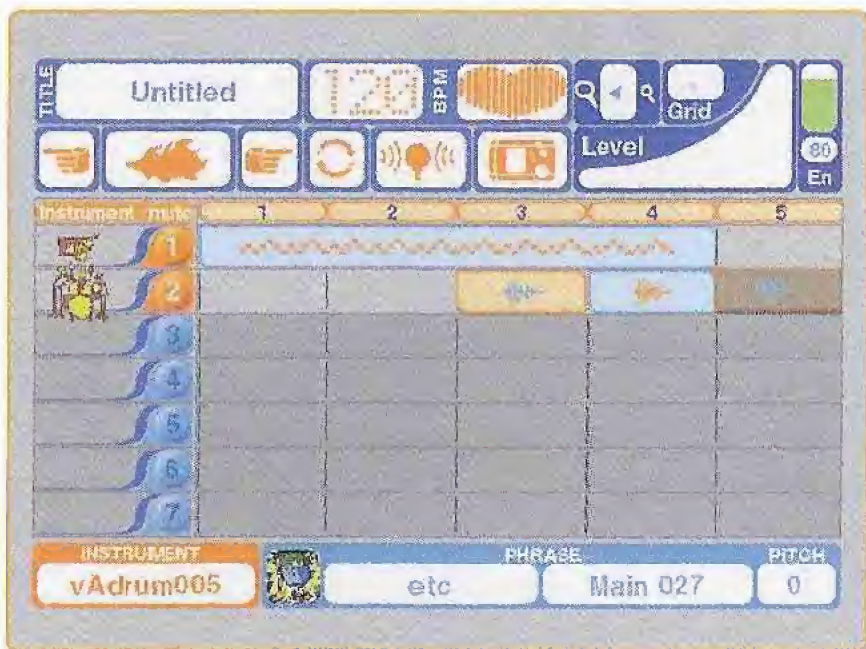 TITLE
Untitled
120
BPM
Grid
Level
80
En
Instrument mute 1 2 3 4 5
1
2
3
4
5
6
7
INSTRUMENT
vAdrum005
PHRASE
etc
Main 027
PITCH
0